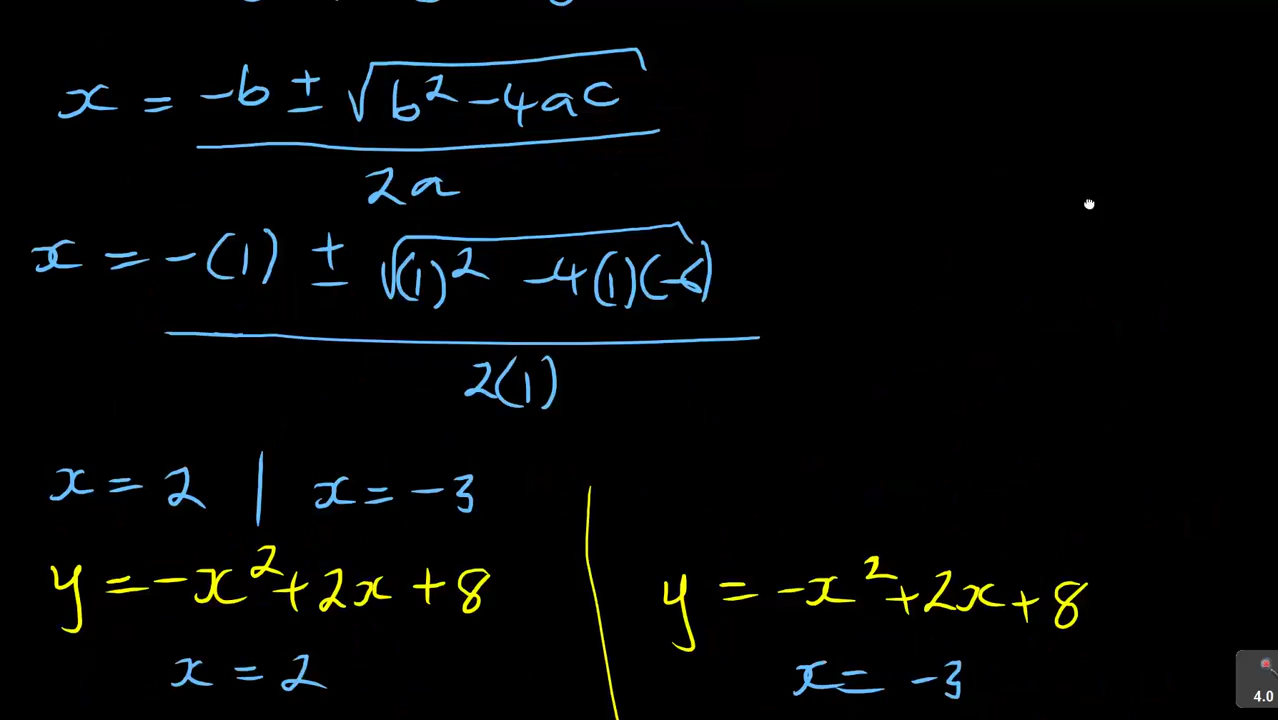 x = -b ± √b² - 4ac
2a
x = -(1) ± √(1)² - 4(1)(-6)
2(1)
x = 2 | x = -3
y = -x² + 2x + 8
x = 2
y = -x² + 2x + 8
x = -3
4.0